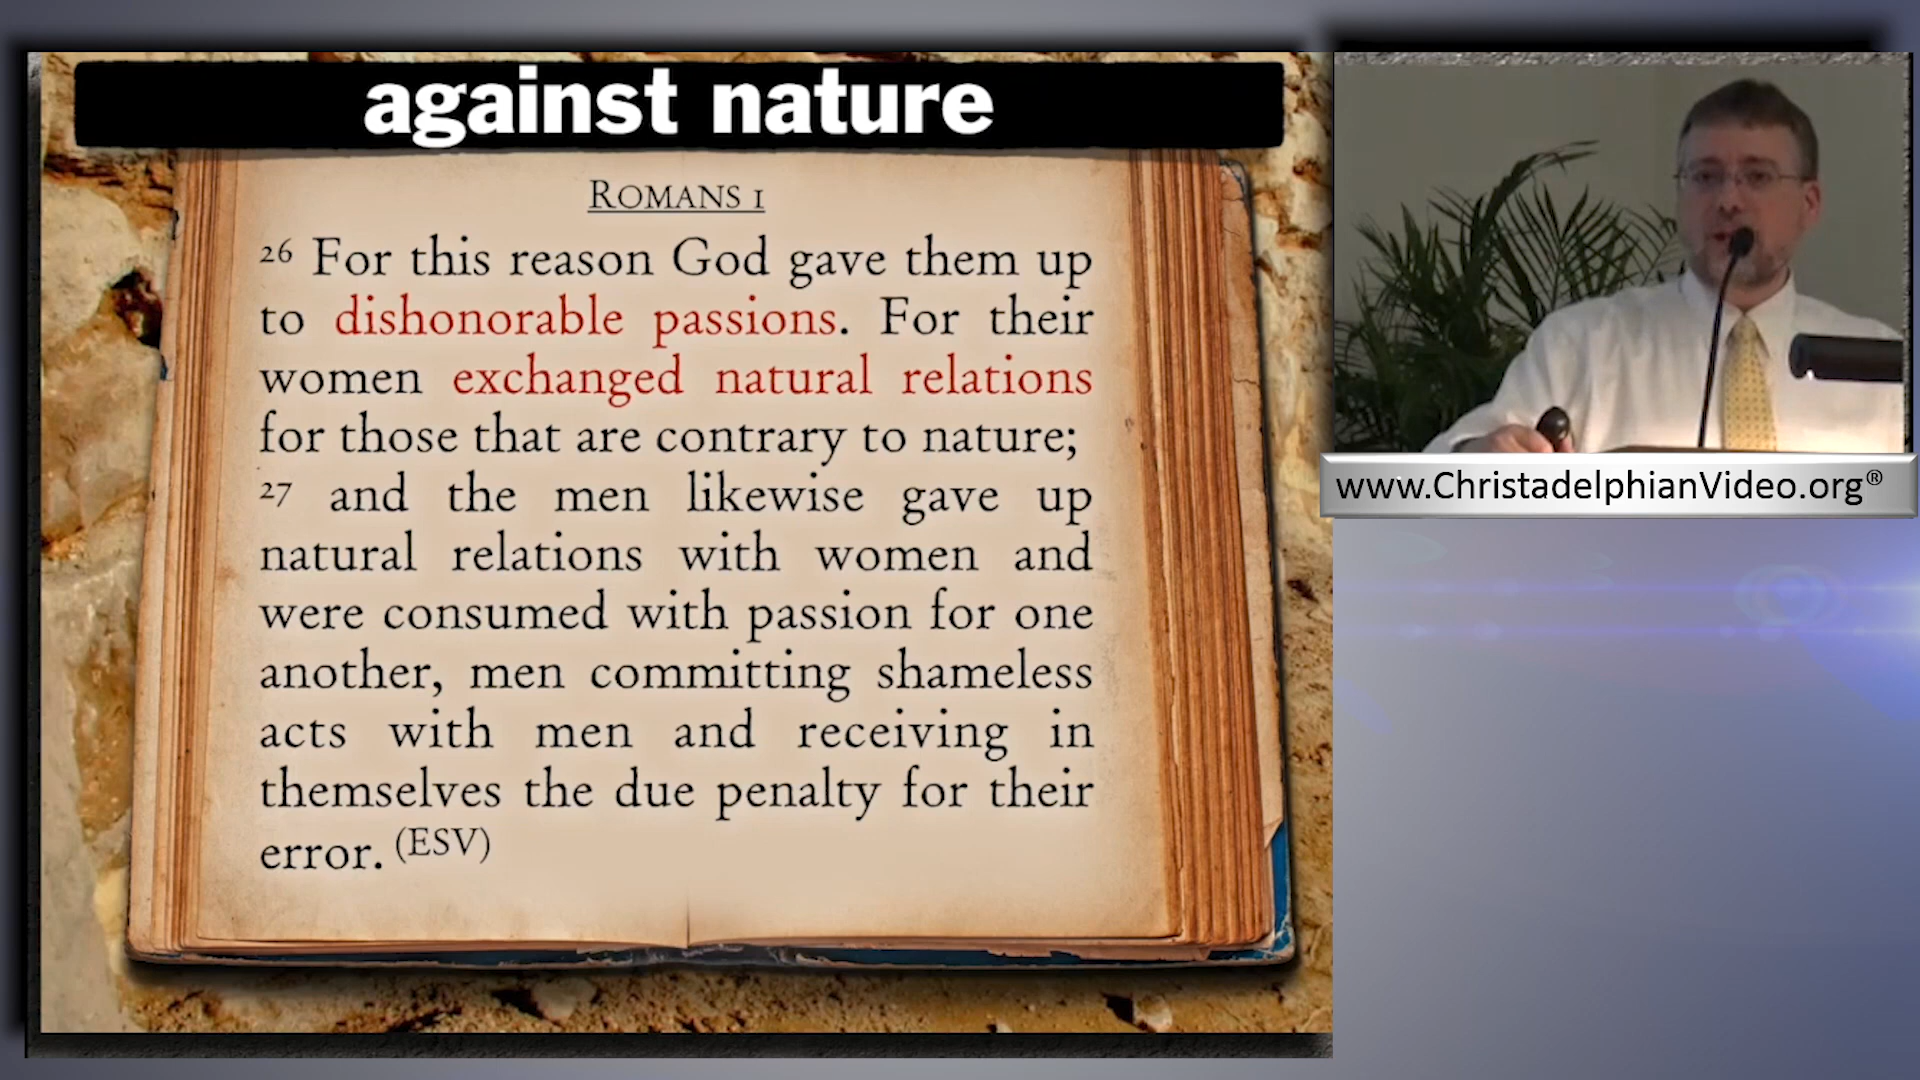 against nature
ROMANS 1
26 For this reason God gave them up
to dishonorable passions. For their
women exchanged natural relations
for those that are contrary to nature;
27 and the men likewise gave up
natural relations with women and
were consumed with passion for one
another, men committing shameless
acts with men and receiving in
themselves the due penalty for their
error. (ESV)
www.ChristadelphianVideo.org®